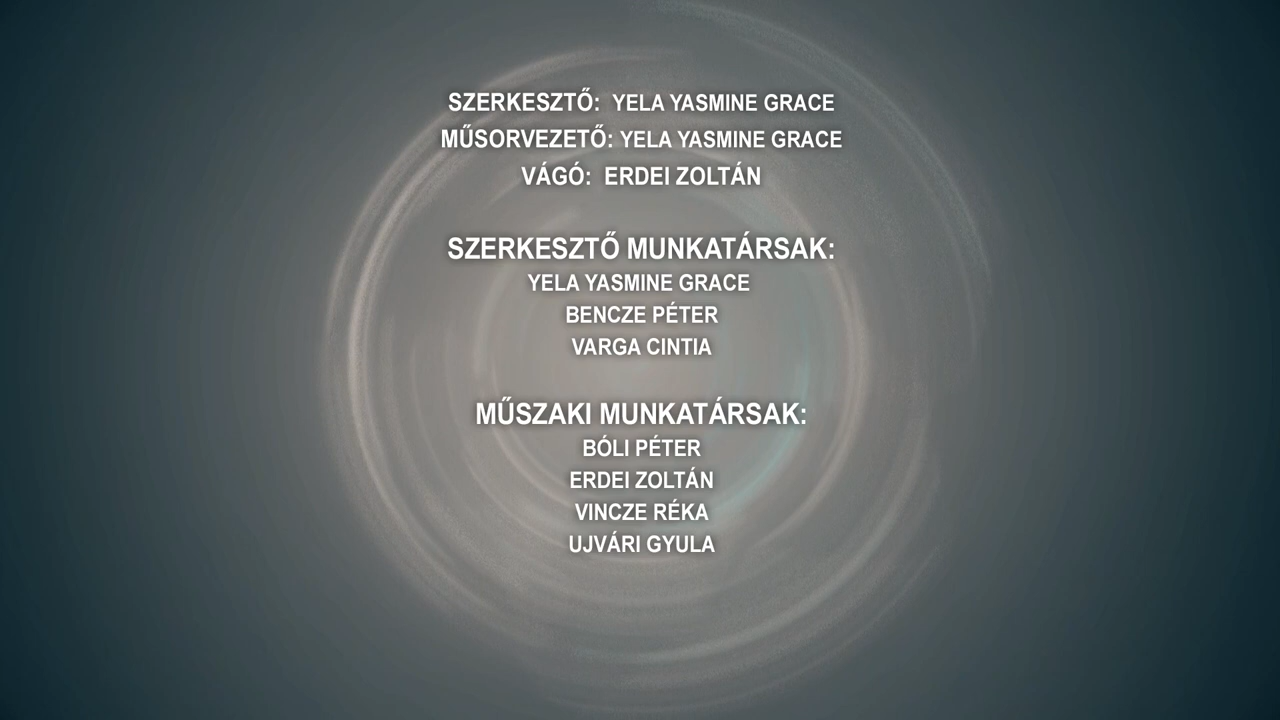 SZERKESZTŐ: YELA YASMINE GRACE
MŰSORVEZETŐ: YELA YASMINE GRACE
VÁGÓ: ERDEI ZOLTÁN
SZERKESZTŐ MUNKATÁRSAK:
YELA YASMINE GRACE
BENCZE PÉTER
VARGA CINTIA
MŰSZAKI MUNKATÁRSAK:
BÓLI PÉTER
ERDEI ZOLTÁN
VINCZE RÉKA
UJVÁRI GYULA